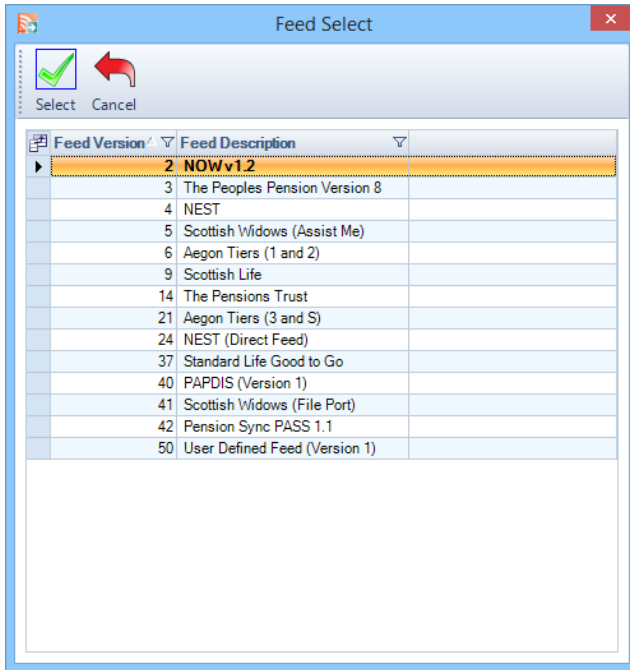 Feed Select
Select Cancel
Feed Version Feed Description
2 NOW v1.2
3 The Peoples Pension Version 8
4 NEST
5 Scottish Widows (Assist Me)
6 Aegon Tiers (1 and 2)
9 Scottish Life
14 The Pensions Trust
21 Aegon Tiers (3 and S)
24 NEST (Direct Feed)
37 Standard Life Good to Go
40 PAPDIS (Version 1)
41 Scottish Widows (File Port)
42 Pension Sync PASS 1.1
50 User Defined Feed (Version 1)